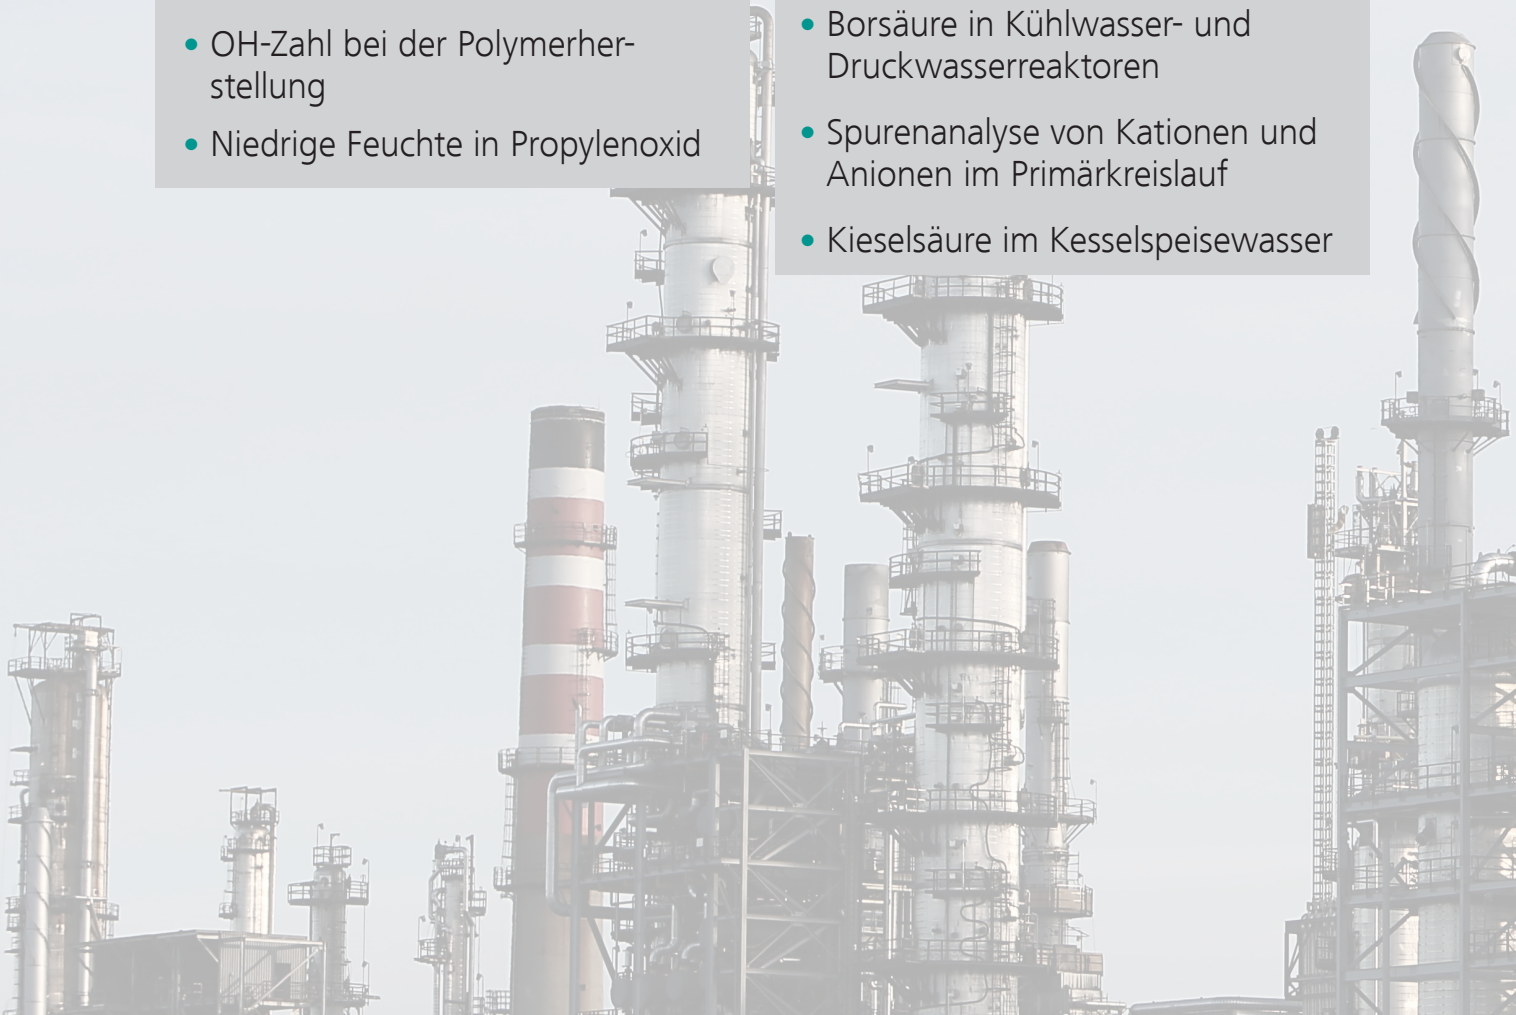 • OH-Zahl bei der Polymerher-
stellung
• Niedrige Feuchte in Propylenoxid
• Borsäure in Kühlwasser- und
Druckwasserreaktoren
• Spurenanalyse von Kationen und
Anionen im Primärkreislauf
• Kieselsäure im Kesselspeisewasser